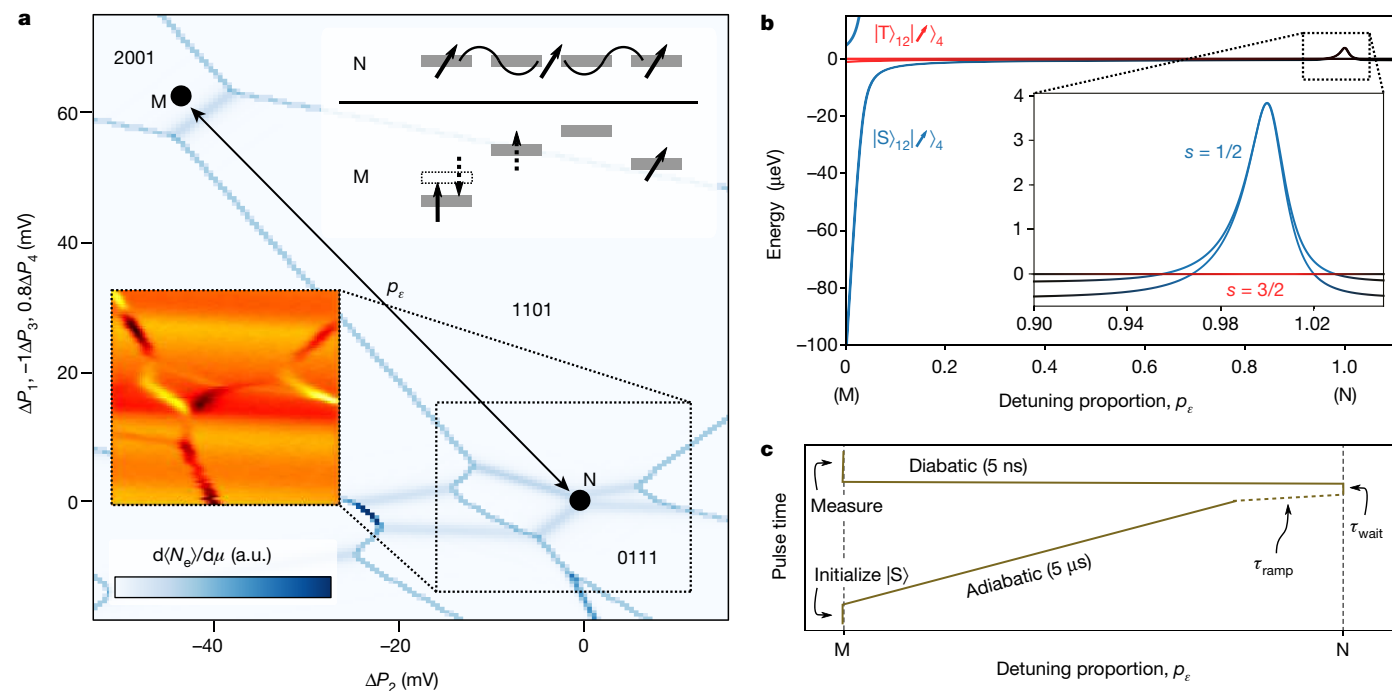 a
2001
M
N
M
60
40
20
0
ΔP₁, −1ΔP₃, 0.8ΔP₄ (mV)
pε
1101
N
0111
d⟨Nₑ⟩/dμ (a.u.)
−40
−20
0
ΔP₂ (mV)
b
|T⟩₁₂|↗⟩₄
|S⟩₁₂|↗⟩₄
0
−20
−40
−60
−80
−100
Energy (μeV)
4
3
2
1
0
s = 1/2
s = 3/2
0.90
0.94
0.98
1.02
0
0.2
0.4
0.6
0.8
1.0
(M)
(N)
Detuning proportion, pε
c
Pulse time
Diabatic (5 ns)
Measure
τwait
Initialize |S⟩
Adiabatic (5 μs)
τramp
M
N
Detuning proportion, pε